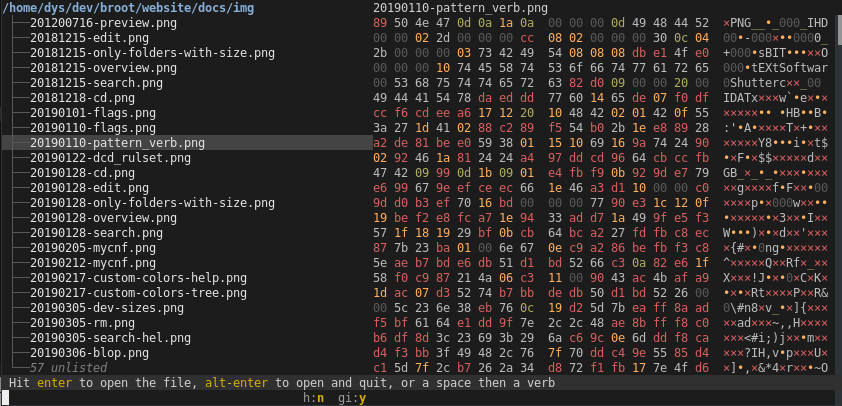 /home/dys/dev/broot/website/docs/img
201200716-preview.png
20181215-edit.png
20181215-only-folders-with-size.png
20181215-overview.png
20181215-search.png
20181218-cd.png
20190101-flags.png
20190110-flags.png
20190110-pattern_verb.png
20190122-dcd_rulset.png
20190128-cd.png
20190128-edit.png
20190128-only-folders-with-size.png
20190128-overview.png
20190128-search.png
20190205-mycnf.png
20190212-mycnf.png
20190217-custom-colors-help.png
20190217-custom-colors-tree.png
20190305-dev-sizes.png
20190305-rm.png
20190305-search-hel.png
20190306-blop.png
57 unlisted
20190110-pattern_verb.png
89 50 4e 47 0d 0a 1a 0a 00 00 00 0d 49 48 44 52 ×PNG__•_000_IHD
00 00 02 2d 00 00 00 cc 08 02 00 00 00 30 0c 04 00•-000×••0000_
2b 00 00 00 03 73 42 49 54 08 08 08 db e1 4f e0 +000•sBIT•••××O
00 00 00 10 74 45 58 74 53 6f 66 74 77 61 72 65 000•tEXtSoftwar
00 53 68 75 74 74 65 72 63 82 d0 09 00 00 20 00 0Shutterc××_00
49 44 41 54 78 da ed dd 77 60 14 65 de 07 f0 df IDATx×××w`•e×•×
cc f6 cd ee a6 17 12 20 10 48 42 02 01 42 0f 55 ×××××•• •HB••B•
3a 27 1d 41 02 88 c2 89 f5 54 b0 2b 1e e8 89 28 :'•A•××××T×+•××
a2 de 81 be e0 59 38 01 15 10 69 16 9a 74 24 90 ×××××Y8•••i•×t$
02 92 46 1a 81 24 24 a4 97 dd cd 96 64 cb cc fb •×F•×$$×××××d××
47 42 09 99 0d 1b 09 01 e4 fb f9 0b 92 9d e7 79 GB_×_•_•×××•×××
e6 99 67 9e ef ce ec 66 1e 46 a3 d1 10 00 00 c0 ××g××××f•F××•00
9d d0 b3 ef 70 16 bd 00 00 00 77 90 e3 1c 12 0f ××××p•×000w××••
19 be f2 e8 fc a7 1e 94 33 ad d7 1a 49 9f e5 f3 •×××××•×3××•I××
57 1f 18 19 29 bf 0b cb 64 bc a2 27 fd fb c8 ec W•••)×•×d××'×××
87 7b 23 ba 01 00 6e 67 0e c9 a2 86 be fb f3 c8 ×{#×•0ng•××××××
5e ae b7 bd e6 db 51 d1 bd 52 66 c3 0a 82 e6 1f ^×××××Q××Rf×_××
58 f0 c9 87 21 4a 06 c3 11 00 90 43 ac 4b af a9 X×××!J•×•0×C×K×
1d ac 07 d3 52 74 b7 bb de db 50 d1 bd 52 26 00 •×•×Rt××××P××R&
00 5c 23 6e 38 eb 76 0c 19 d2 5d 7b ea ff 8a ad 0\#n8×v_•×]{×××
f5 bf 61 64 e1 dd 9f 7e 2c 2c 48 ae 8b ff f8 c0 ××ad×××~,,H××××
b6 df 8d 3c 23 69 3b 29 6a c6 9c 0e 6d dd f8 ca ×××<#i;)j××•m××
d4 f3 bb 3f 49 48 2c 76 7f 70 dd c4 9e 55 85 d4 ×××?IH,v•p×××U×
c1 5d 7f 2c b7 26 2a 34 d8 72 f1 fb 17 7e 4f d6 ×]•,×&*4×r××•~O
Hit enter to open the file, alt-enter to open and quit, or a space then a verb
h:n gi:y